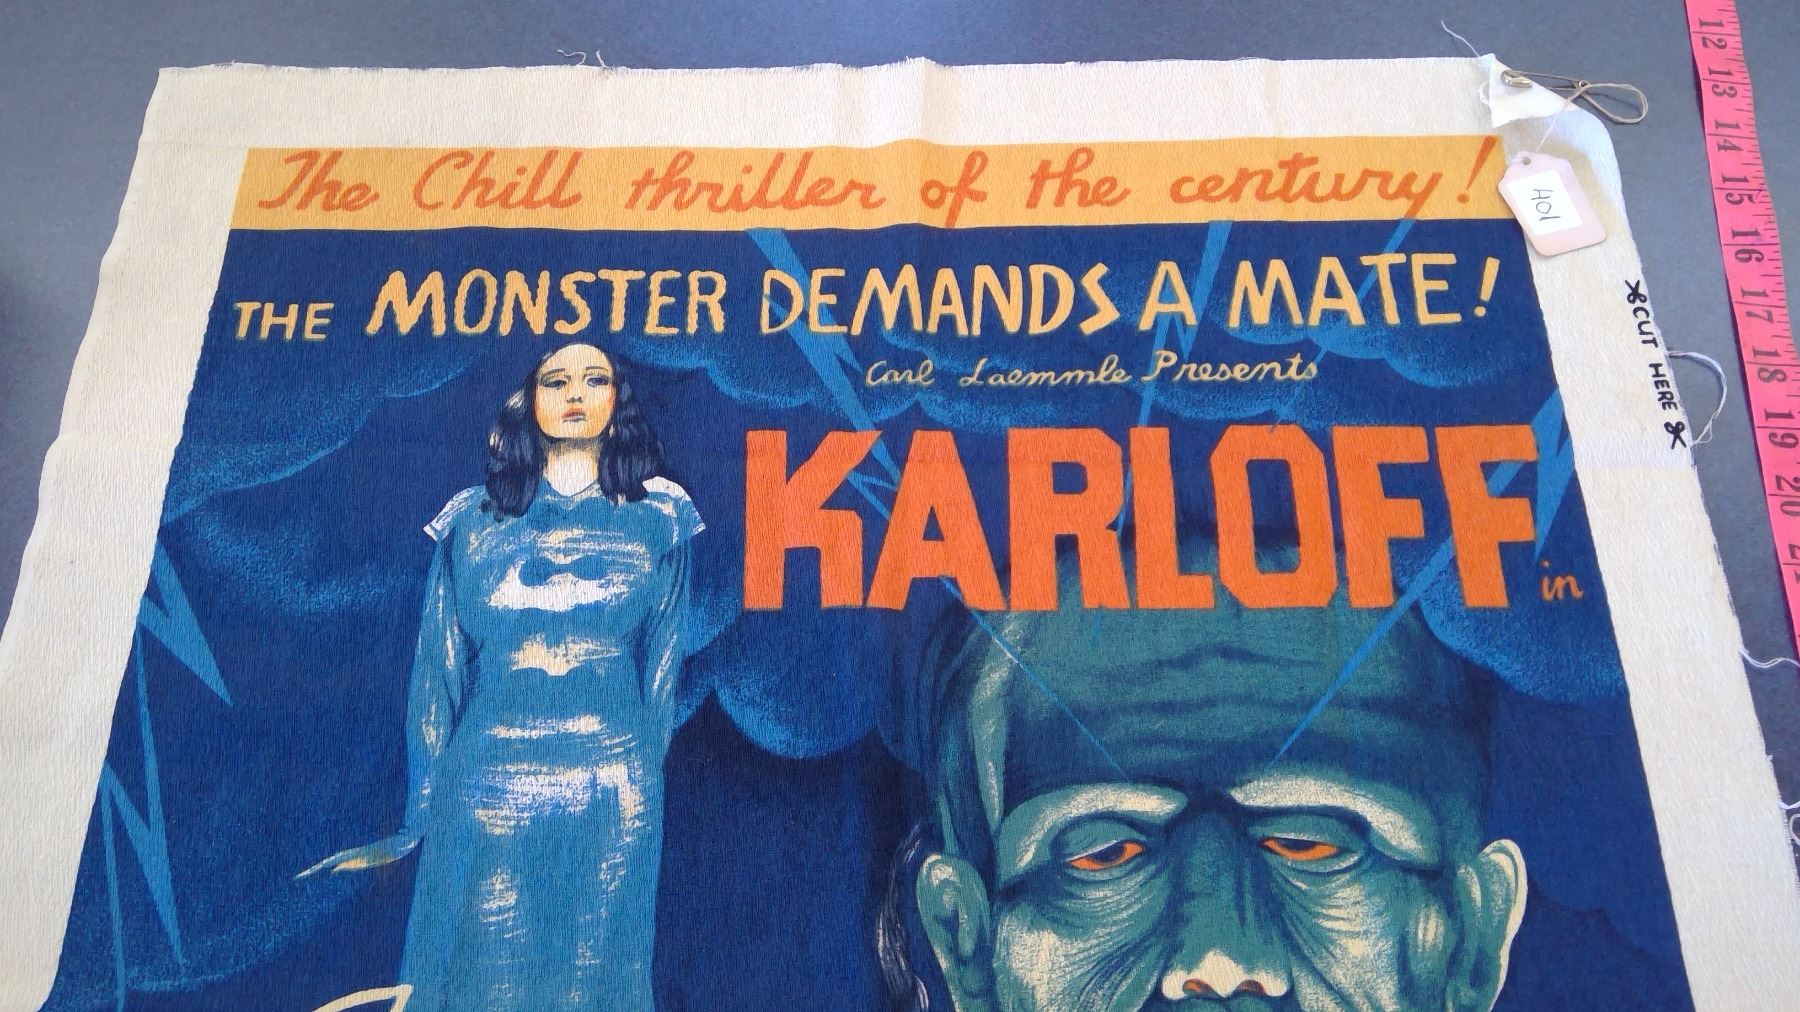 The Chill thriller of the century!
THE MONSTER DEMANDS A MATE!
Carl Laemmle Presents
KARLOFF
in
401
CUT HERE
12
13
14
15
16
17
18
19
20
21